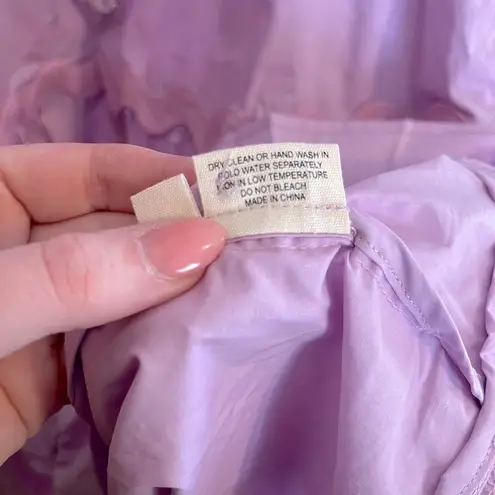 DRY CLEAN OR HAND WASH IN
COLD WATER SEPARATELY
IRON IN LOW TEMPERATURE
DO NOT BLEACH
MADE IN CHINA